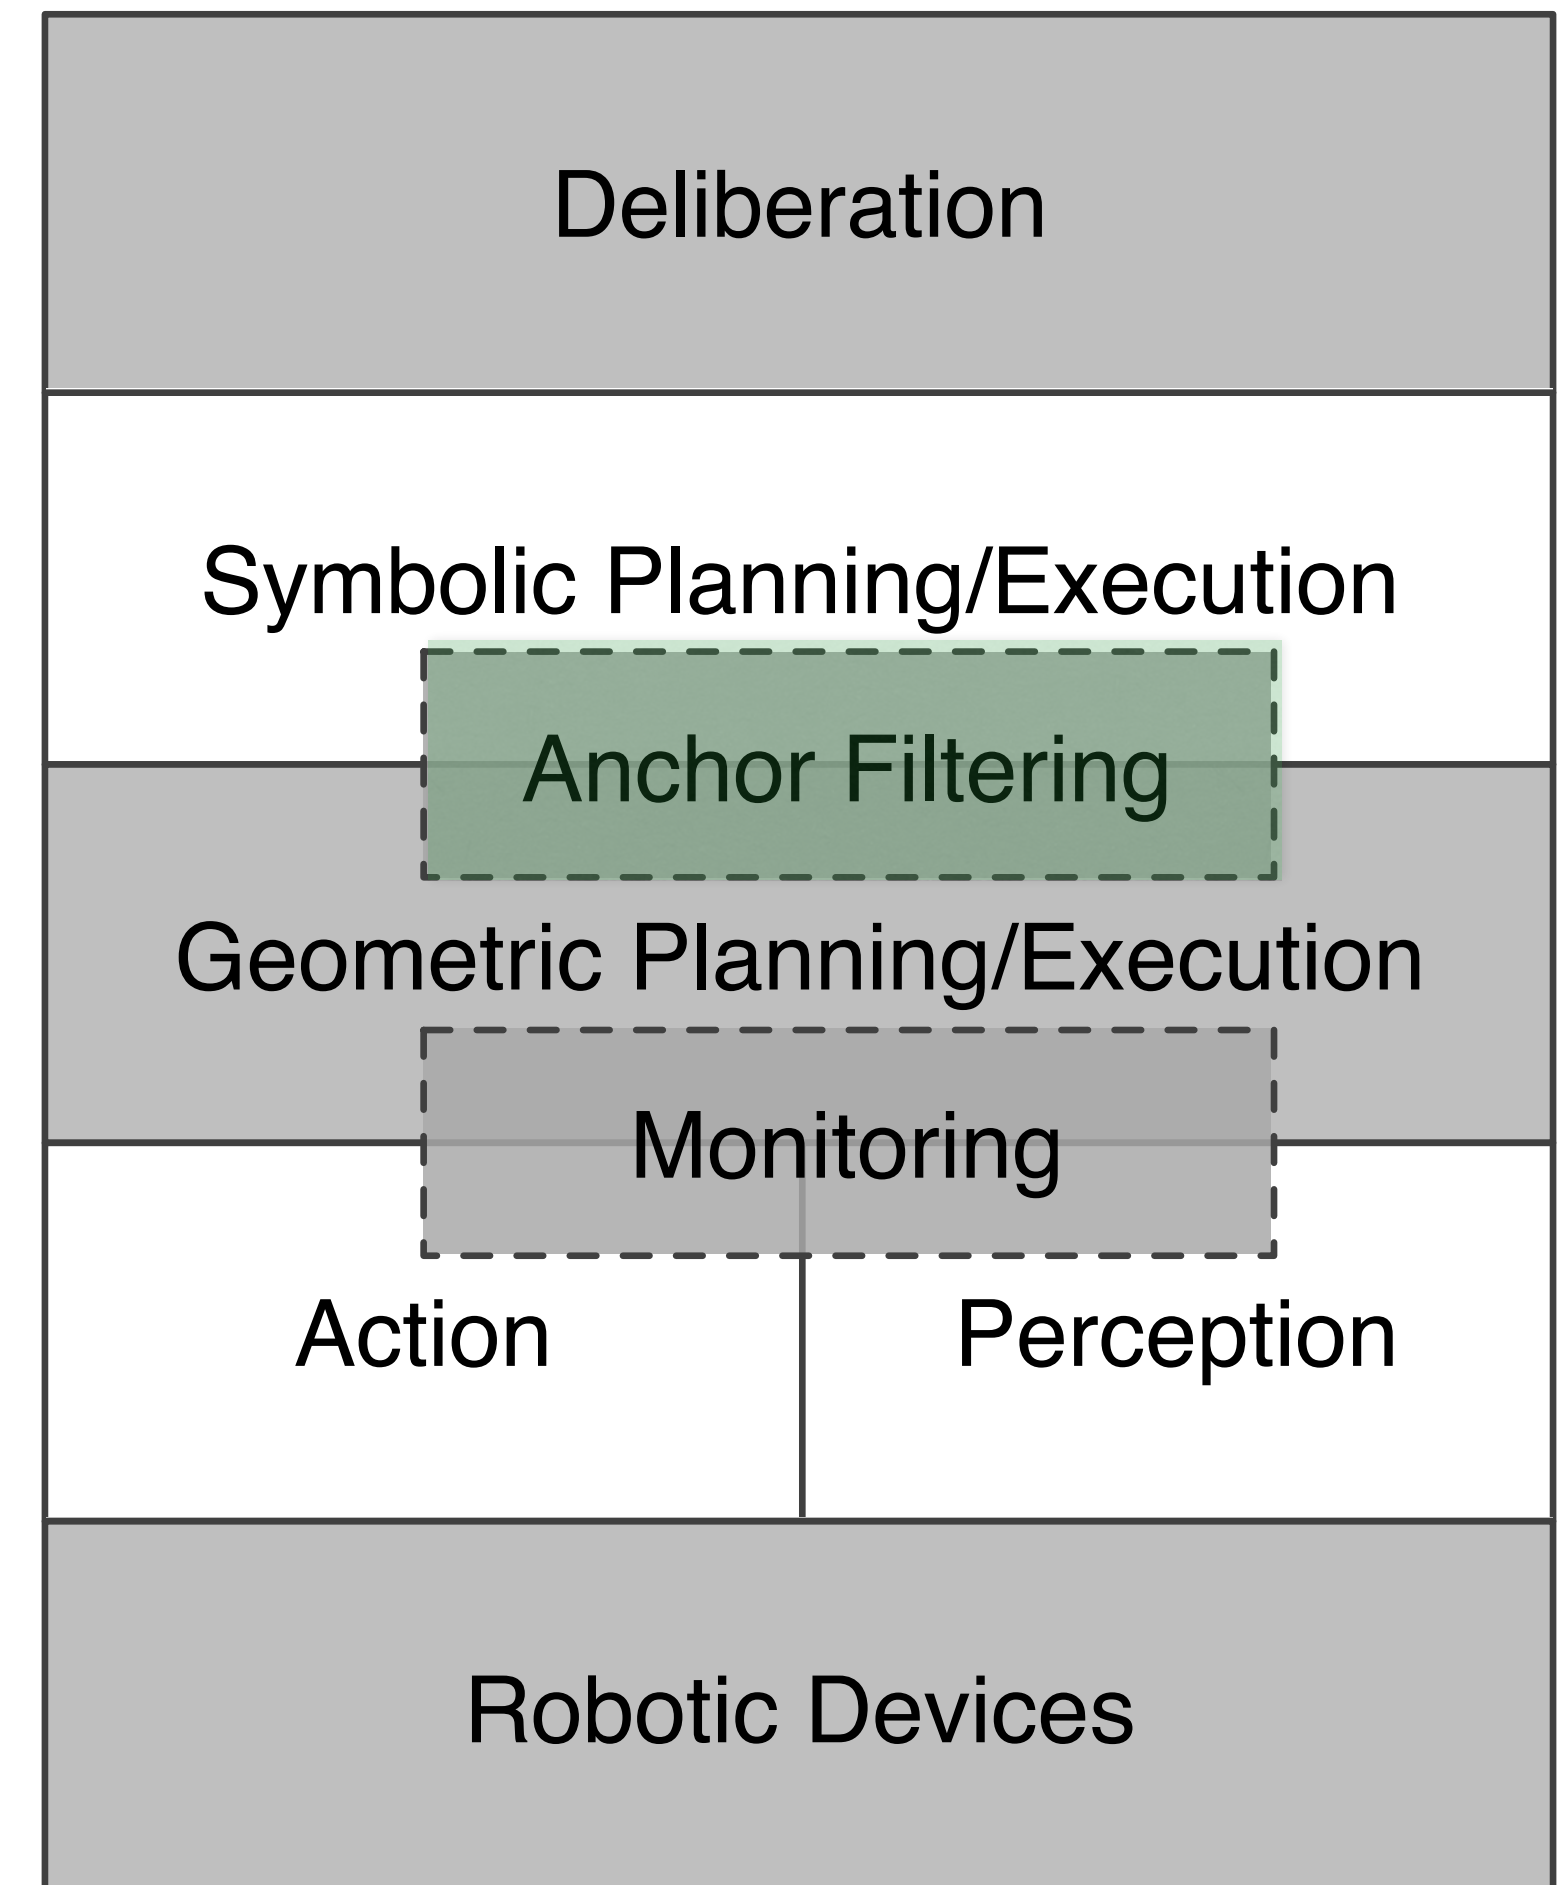 Deliberation
Symbolic Planning/Execution
Anchor Filtering
Geometric Planning/Execution
Monitoring
Action
Perception
Robotic Devices